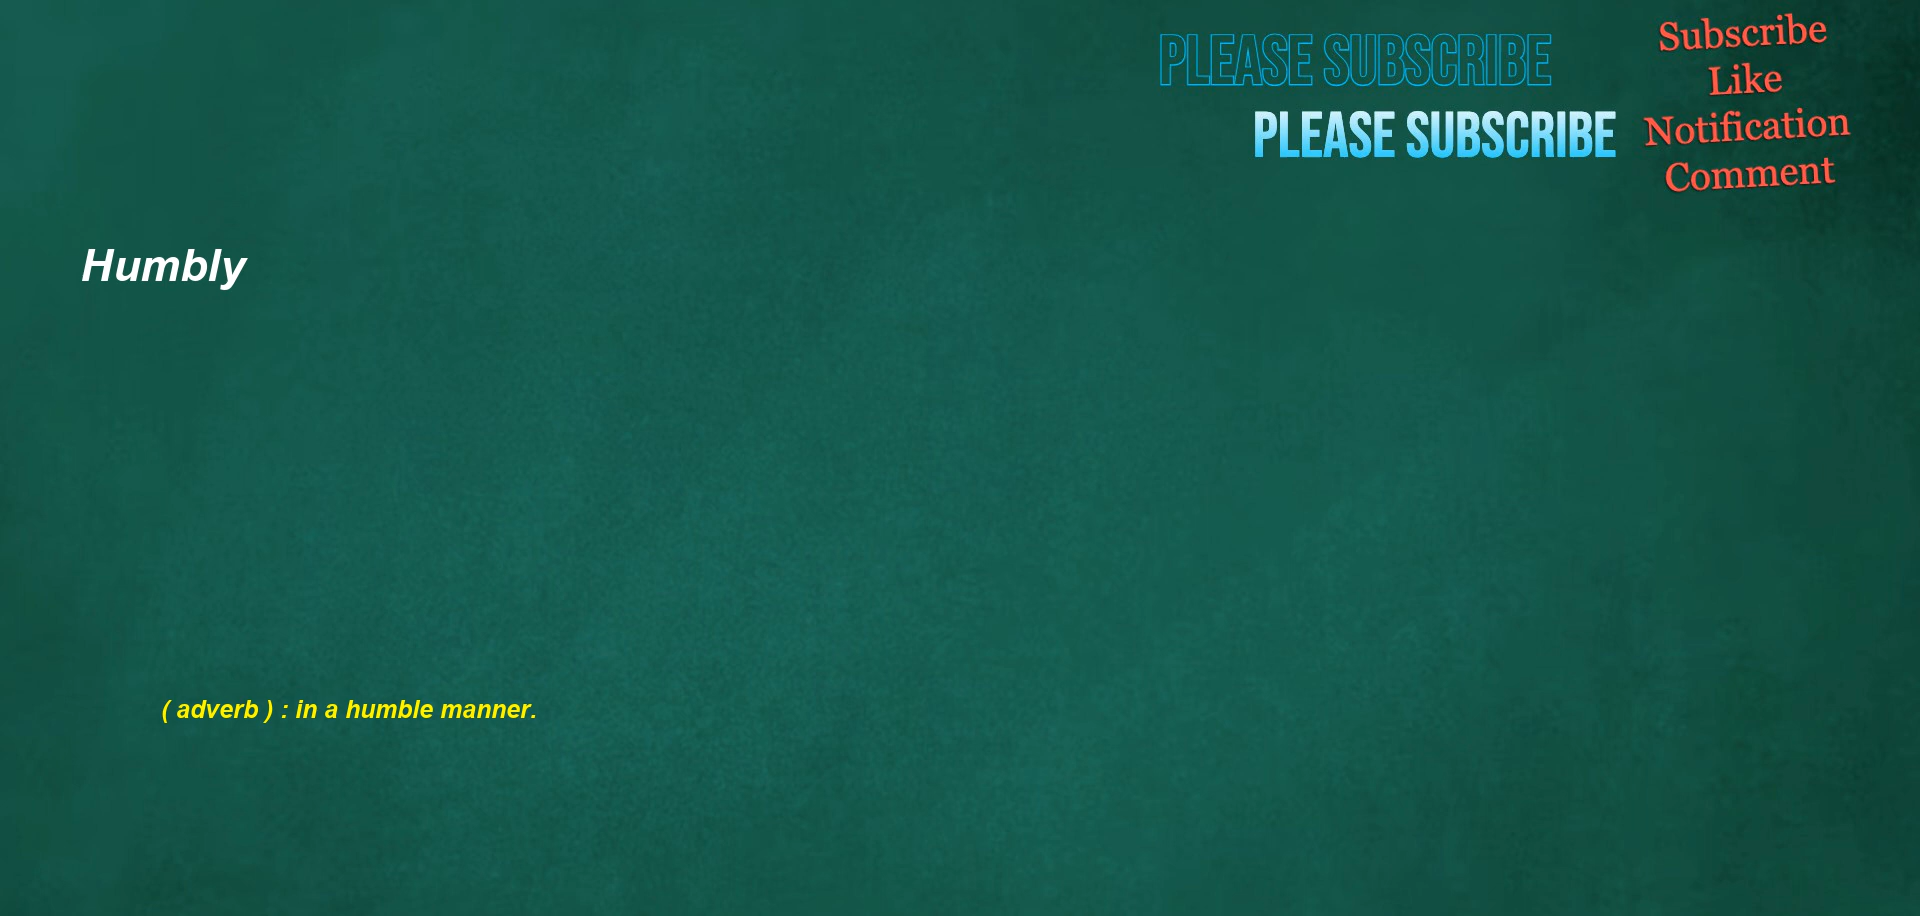 PLEASE SUBSCRIBE
PLEASE SUBSCRIBE
Subscribe
Like
Notification
Comment
Humbly
( adverb ) : in a humble manner.